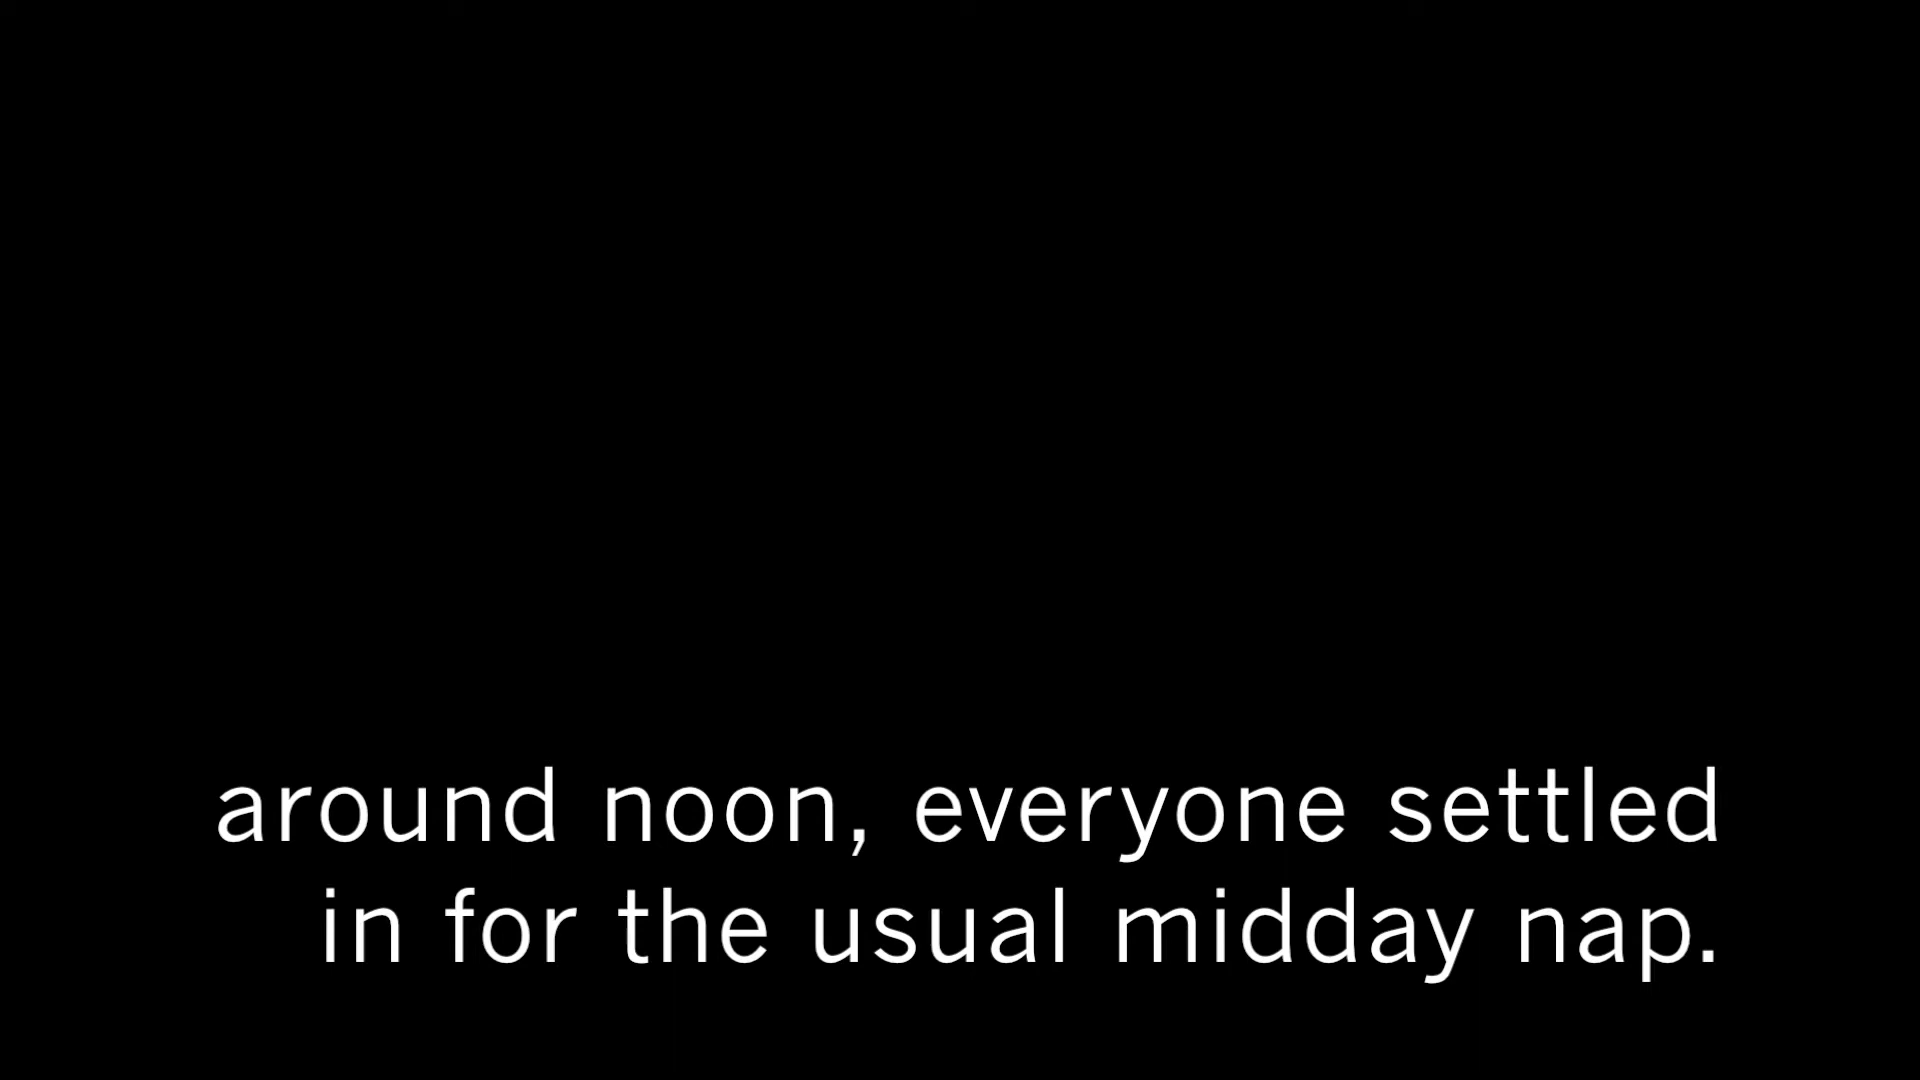 around noon, everyone settled
in for the usual midday nap.